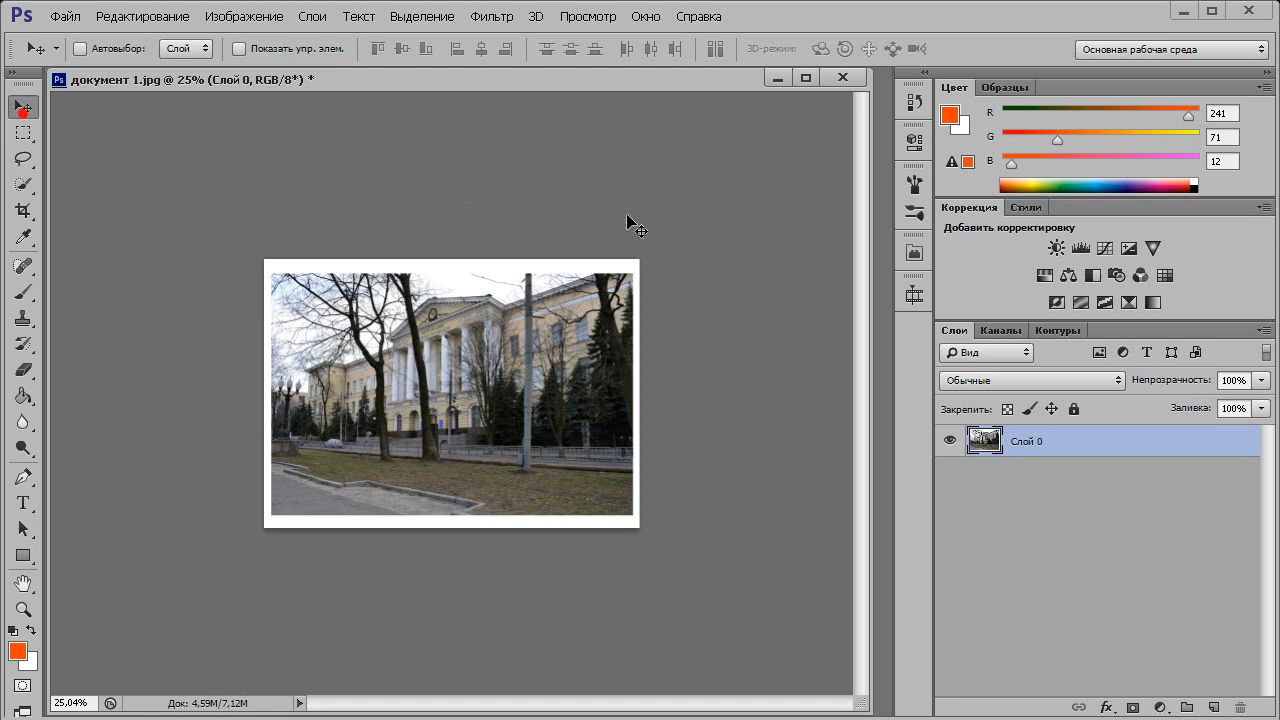 Ps Файл Редактирование Изображение Слои Текст Выделение Фильтр 3D Просмотр Окно Справка
Автовыбор: Слой Показать упр. элем. 3D-режим: Основная рабочая среда
Ps документ 1.jpg @ 25% (Слой 0, RGB/8*) *
Цвет Образцы
R 241
G 71
B 12
Коррекция Стили
Добавить корректировку
Слои Каналы Контуры
Вид T
Обычные Непрозрачность: 100%
Закрепить: Заливка: 100%
Слой 0
T
25,04% Док: 4,59M/7,12M
fx